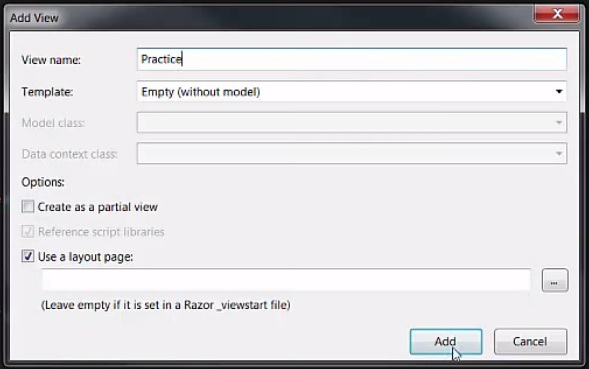 Add View
View name: Practice
Template: Empty (without model)
Model class:
Data context class:
Options:
Create as a partial view
Reference script libraries
Use a layout page:
...
(Leave empty if it is set in a Razor _viewstart file)
Add Cancel